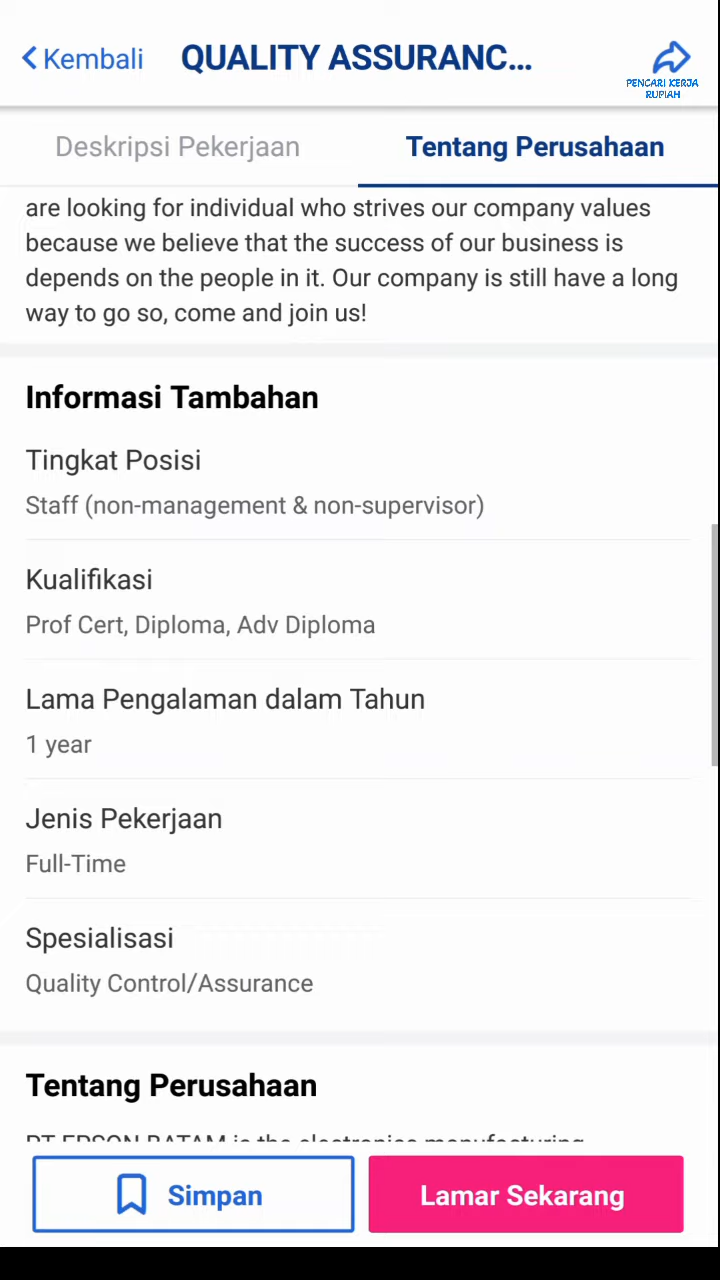 Kembali
QUALITY ASSURANC...
PENCARI KERJA
RUPIAH
Deskripsi Pekerjaan
Tentang Perusahaan
are looking for individual who strives our company values
because we believe that the success of our business is
depends on the people in it. Our company is still have a long
way to go so, come and join us!
Informasi Tambahan
Tingkat Posisi
Staff (non-management & non-supervisor)
Kualifikasi
Prof Cert, Diploma, Adv Diploma
Lama Pengalaman dalam Tahun
1 year
Jenis Pekerjaan
Full-Time
Spesialisasi
Quality Control/Assurance
Tentang Perusahaan
PT EPSON BATAM is the electronics manufacturing
Simpan
Lamar Sekarang